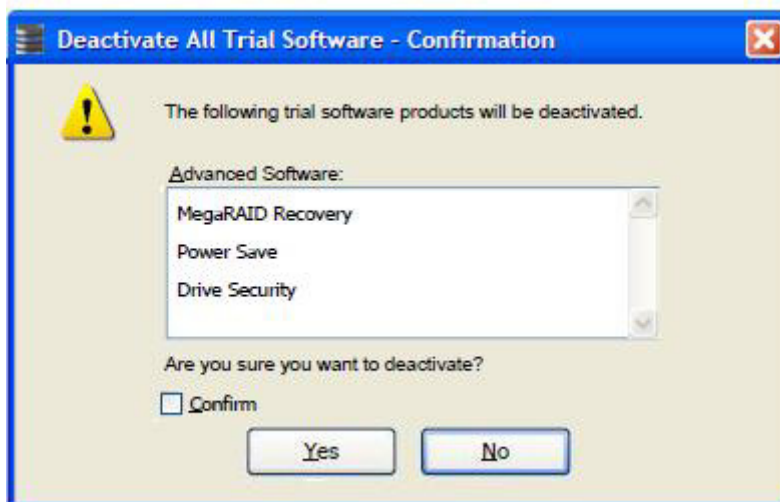 Deactivate All Trial Software - Confirmation
The following trial software products will be deactivated.
Advanced Software:
MegaRAID Recovery
Power Save
Drive Security
Are you sure you want to deactivate?
Confirm
Yes
No